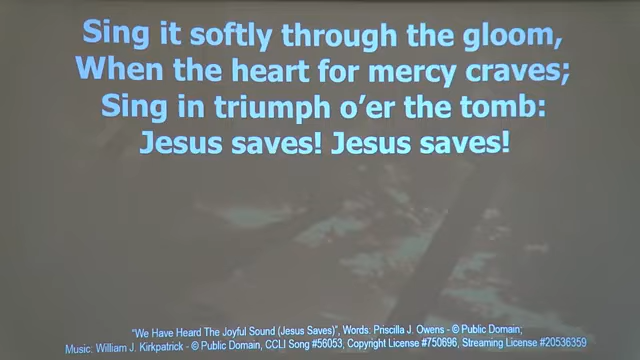 Sing it softly through the gloom,
When the heart for mercy craves;
Sing in triumph o’er the tomb:
Jesus saves! Jesus saves!
“We Have Heard The Joyful Sound (Jesus Saves)”, Words: Priscilla J. Owens - © Public Domain;
Music: William J. Kirkpatrick - © Public Domain, CCLI Song #56053, Copyright License #750696, Streaming License #20536359